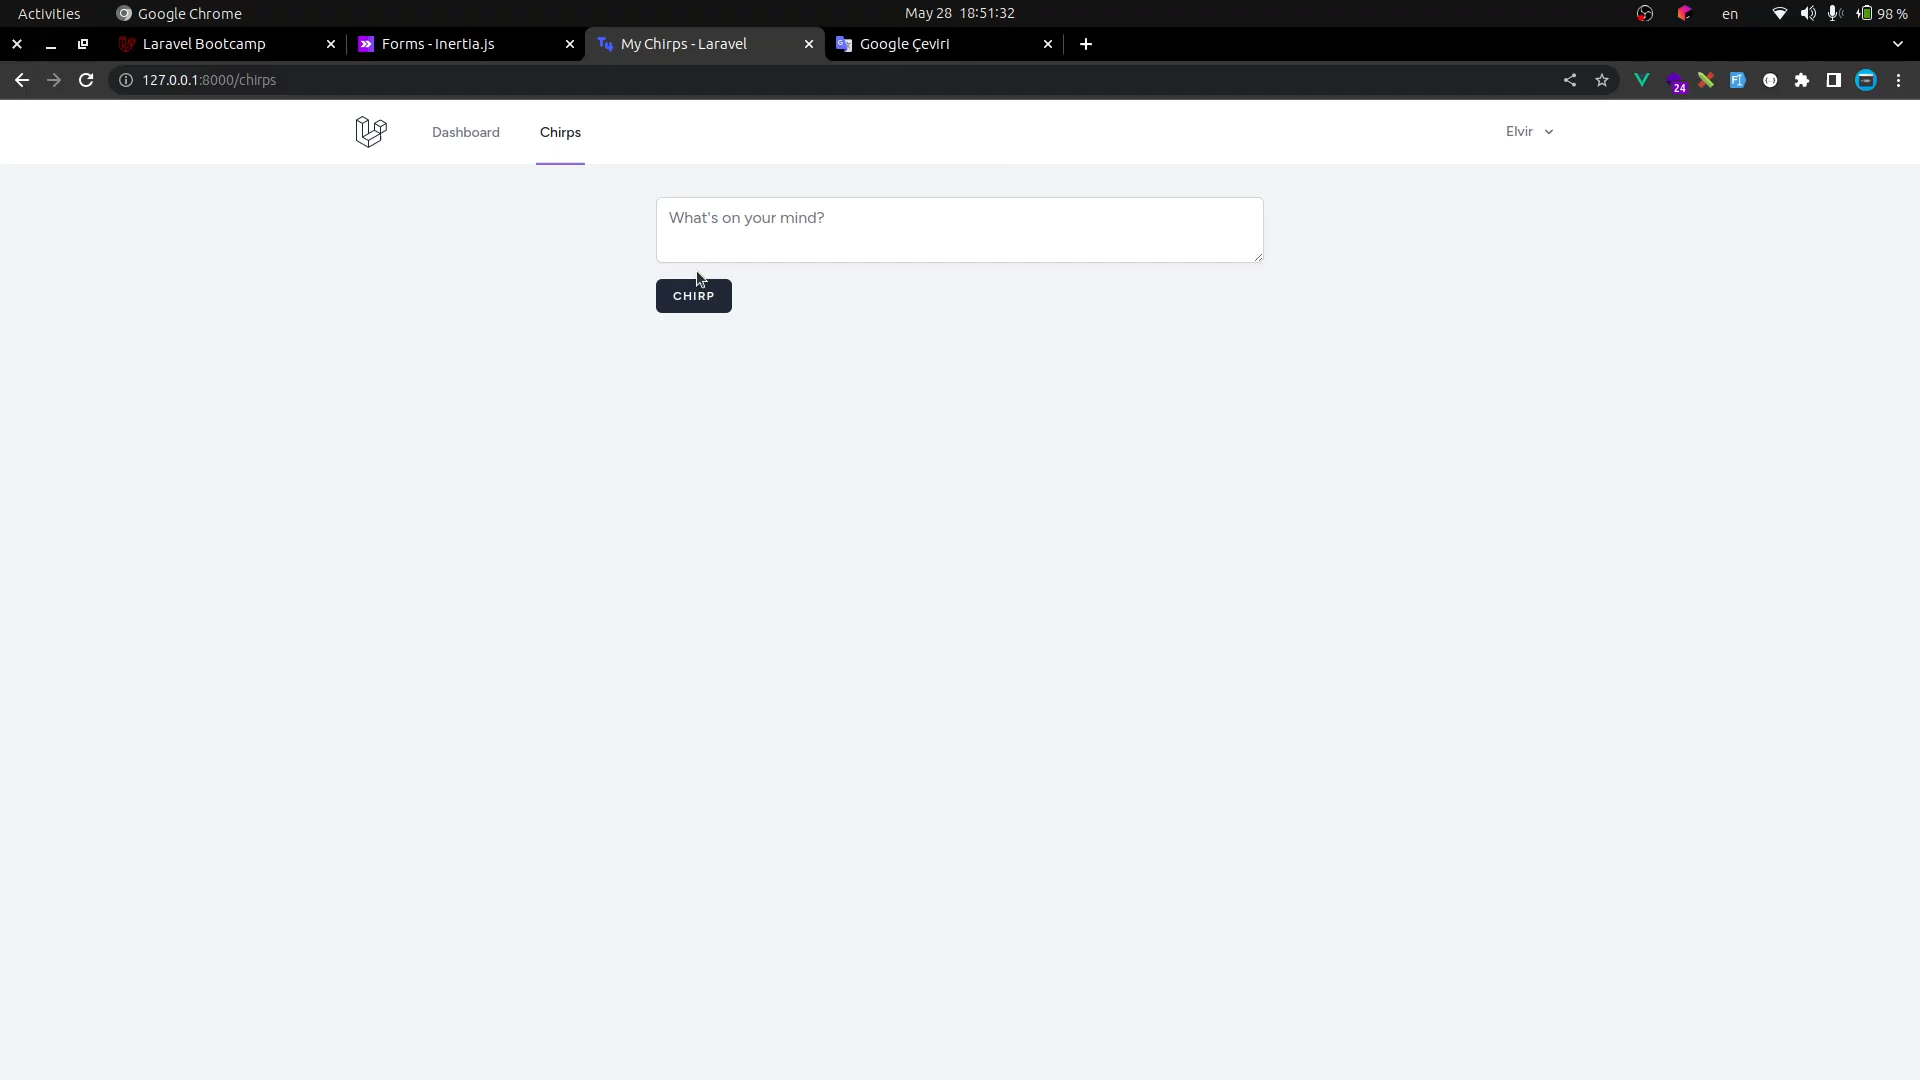 Activities Google Chrome May 28 18:51:32 en 98 %
Laravel Bootcamp Forms - Inertia.js My Chirps - Laravel Google Çeviri
127.0.0.1:8000/chirps 24
Dashboard Chirps Elvir
What's on your mind?
CHIRP